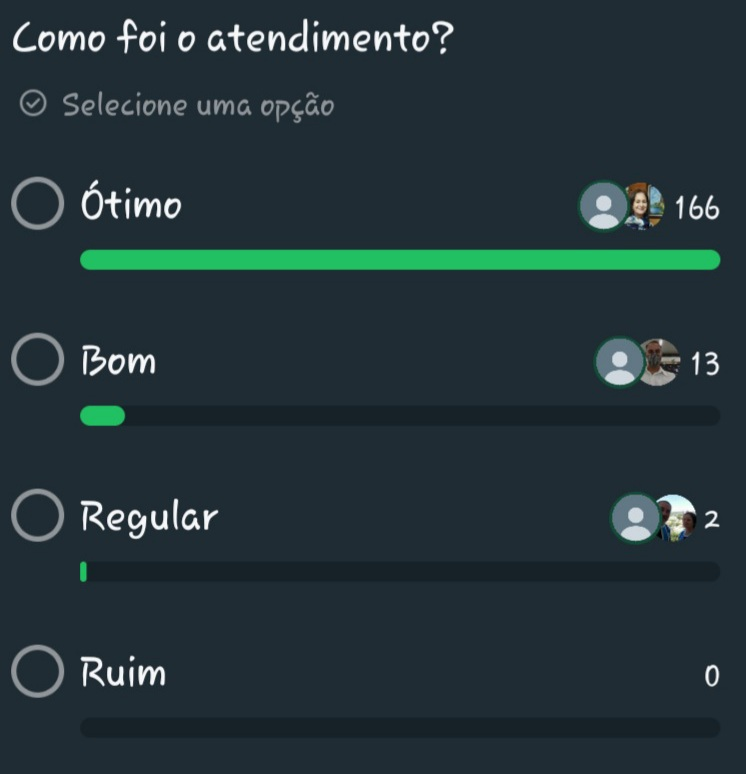 Como foi o atendimento?
Selecione uma opção
Ótimo 166
Bom 13
Regular 2
Ruim 0